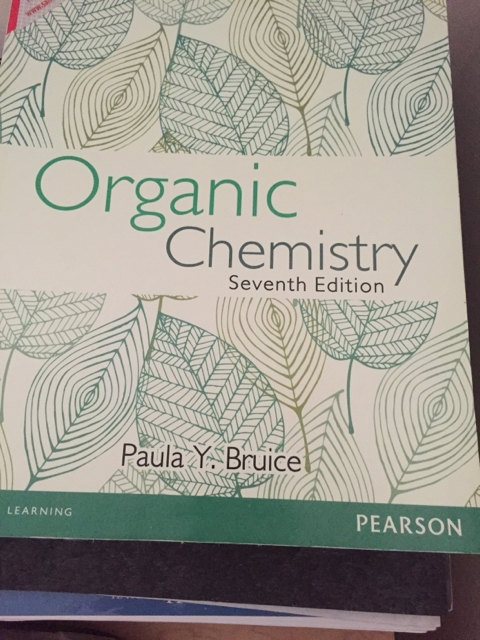 Organic
Chemistry
Seventh Edition
Paula Y. Bruice
LEARNING
PEARSON